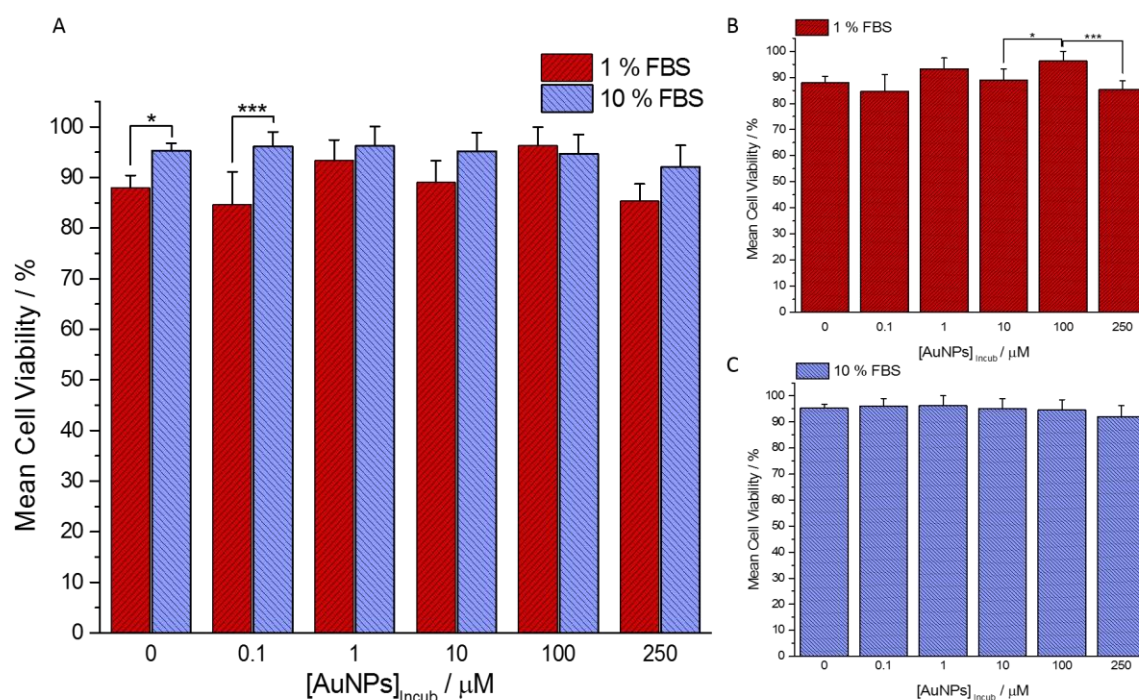 A
1 % FBS
10 % FBS
* ***
100
90
80
70
60
50
40
30
20
10
0
Mean Cell Viability / %
0 0.1 1 10 100 250
[AuNPs]Incub / μM
B
1 % FBS
* ***
100
95
90
80
70
60
50
40
30
20
10
0
Mean Cell Viability / %
0 0.1 1 10 100 250
[AuNPs]Incub / μM
C
10 % FBS
100
95
90
80
70
60
50
40
30
20
10
0
Mean Cell Viability / %
0 0.1 1 10 100 250
[AuNPs]Incub / μM